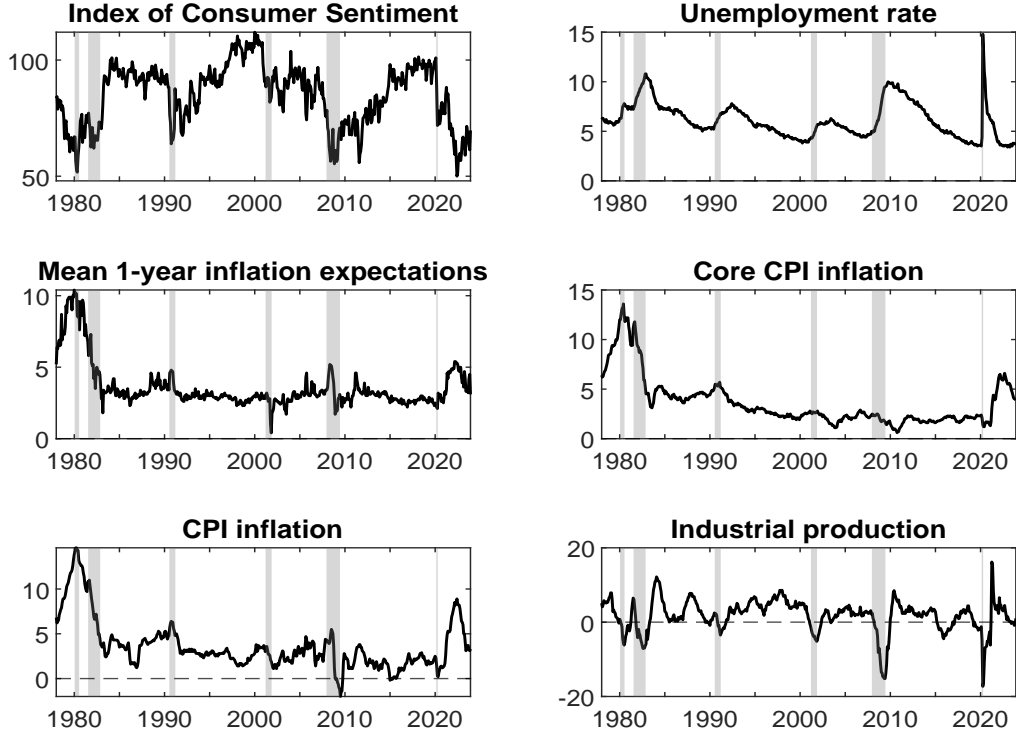 Index of Consumer Sentiment
100
50
1980 1990 2000 2010 2020
Unemployment rate
15
10
5
0
1980 1990 2000 2010 2020
Mean 1-year inflation expectations
10
5
0
1980 1990 2000 2010 2020
Core CPI inflation
15
10
5
0
1980 1990 2000 2010 2020
CPI inflation
10
5
0
1980 1990 2000 2010 2020
Industrial production
20
0
-20
1980 1990 2000 2010 2020